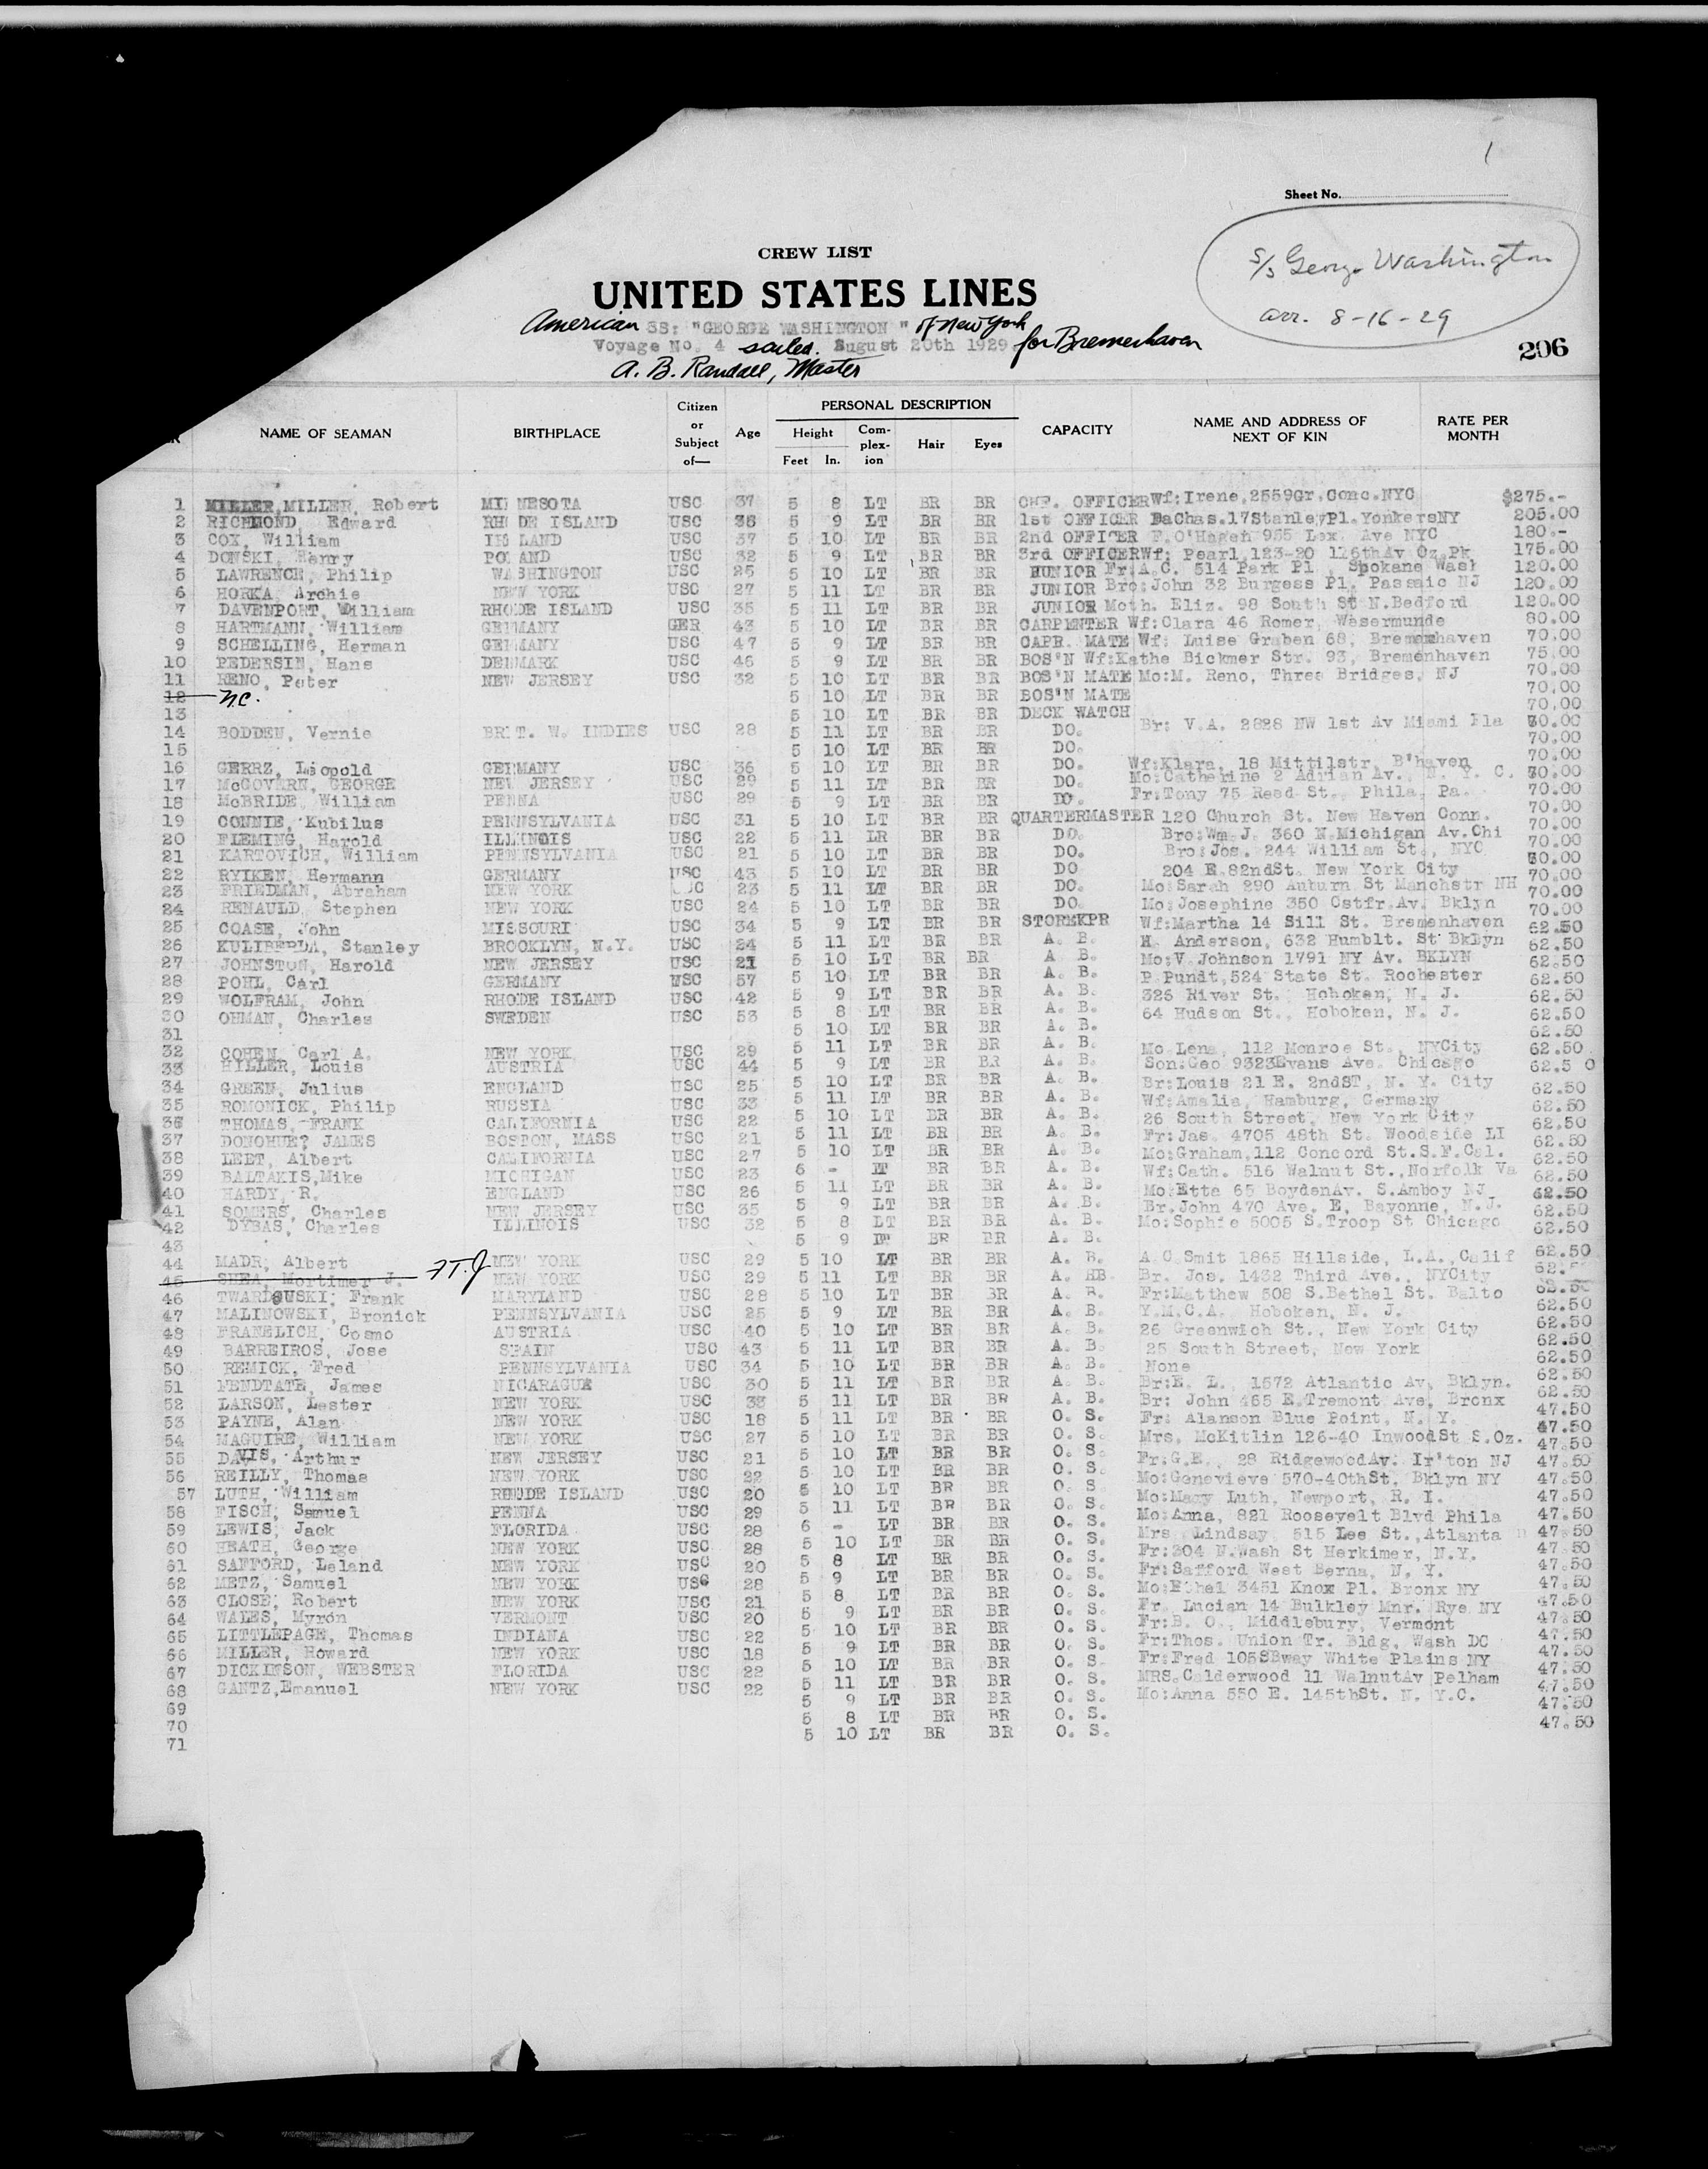 1
Sheet No.
S/S George Washington
arr. 8-16-29
CREW LIST
UNITED STATES LINES
American SS: "GEORGE WASHINGTON " of New York
Voyage No. 4 sailed. August 20th 1929 for Bremerhaven
A. B. Randall, Master
206
NAME OF SEAMAN BIRTHPLACE Citizen or Subject of— Age PERSONAL DESCRIPTION Height Feet In. Complexion Hair Eyes CAPACITY NAME AND ADDRESS OF NEXT OF KIN RATE PER MONTH
1 MILLER,MILLER, Robert MINNESOTA USC 37 5 8 LT BR BR CHF. OFFICER Wf:Irene,2559Gr.Conc.NYC $275.-
2 RICHMOND, Edward RHODE ISLAND USC 36 5 9 LT BR BR 1st OFFICER DaChas.17StanleyPl.YonkersNY 205.00
3 COX, William USC 37 5 10 LT BR BR 2nd OFFICER F.O'Hagen 955 Lex. Ave NYC 180.-
4 DONSKI, Henry POLAND USC 32 5 9 LT BR BR 3rd OFFICER Wf: Pearl,123-20 116thAv Oz.Pk 175.00
5 LAWRENCE, Philip WASHINGTON USC 25 5 10 LT BR BR JUNIOR Fr:A.C. 514 Park Pl. Spokane Wash 120.00
6 HORKA, Archie NEW YORK USC 27 5 11 LT BR BR JUNIOR Bro:John 32 Burgess Pl. Passaic NJ 120.00
7 DAVENPORT, William RHODE ISLAND USC 35 5 11 LT BR BR JUNIOR Moth. Eliz. 98 South St N.Bedford 120.00
8 HARTMANN, William GERMANY GER 43 5 10 LT BR BR CARPENTER Wf:Clara 46 Romer, Wesermunde 80.00
9 SCHELLING, Herman GERMANY USC 47 5 9 LT BR BR CAPR. MATE Wf: Luise Graben 68, Bremerhaven 70.00
10 PEDERSIN, Hans DENMARK USC 46 5 9 LT BR BR BOS'N Wf:Kathe Bickmer Str. 93, Bremenhaven 75.00
11 RENO, Peter NEW JERSEY USC 32 5 10 LT BR BR BOS'N MATE Mo:M. Reno, Three Bridges, NJ 70.00
12 N.C. 5 10 LT BR BR BOS'N MATE 70.00
13 5 10 LT BR BR DECK WATCH 70.00
14 BODDEN, Vernie BRIT. W. INDIES USC 28 5 11 LT BR BR DO. Br: V.A. 2828 NW 1st Av Miami Fla 70.00
15 5 10 LT BR BR DO. 70.00
16 GERRZ, Leopold GERMANY USC 36 5 10 LT BR BR DO. Wf:Klara, 18 Mittilstr, B'haven 70.00
17 McGOVERN, GEORGE NEW JERSEY USC 29 5 11 LT BR BR DO. Mo:Catherine 2 Adrian Av., N. Y. C. 70.00
18 McBRIDE, William PENNA USC 29 5 9 LT BR BR DO. Fr:Tony 75 Reed St. Phila, Pa. 70.00
19 CONNIE, Kubilus PENNSYLVANIA USC 31 5 10 LT BR BR QUARTERMASTER 120 Church St. New Haven Conn. 70.00
20 FLEMING, Harold ILLINOIS USC 22 5 11 LR BR BR DO. Bro:Wm.J. 360 N.Michigan Av.Chi 70.00
21 KARTOVICH, William PENNSYLVANIA USC 21 5 10 LT BR BR DO. Bro:Jos. 244 William St., NYC 70.00
22 RYIKEN, Hermann GERMANY USC 43 5 10 LT BR BR DO 204 E.82ndSt. New York City 70.00
23 FRIEDMAN, Abraham NEW YORK USC 23 5 11 LT BR BR DO. Mo:Sarah 290 Auburn St Manchstr NH 70.00
24 RENAULD, Stephen NEW YORK USC 24 5 10 LT BR BR DO. Mo:Josephine 350 Ostfr.Av. Bklyn 70.00
25 COASE, John MISSOURI USC 34 5 9 LT BR BR STOREKPR Wf:Martha 14 Sill St. Bremenhaven 62.50
26 KULIBERDA, Stanley BROOKLYN, N.Y. USC 24 5 11 LT BR BR A. B. H. Anderson, 632 Humblt. St Bklyn 62.50
27 JOHNSTON, Harold NEW JERSEY USC 21 5 10 LT BR BR A B. Mo:V.Johnson 1791 NY Av. BKLYN 62.50
28 POHL, Carl GERMANY USC 57 5 10 LT BR BR A. B. P.Pundt,524 State St. Rochester 62.50
29 WOLFRAM, John RHODE ISLAND USC 42 5 9 LT BR BR A. B. 325 River St., Hoboken, N. J. 62.50
30 OHMAN, Charles SWEDEN USC 53 5 8 LT BR BR A. B. 64 Hudson St., Hoboken, N. J. 62.50
31 5 10 LT BR BR A. B. 62.50
32 COHEN, Carl A. NEW YORK USC 29 5 11 LT BR BR A. B. Mo Lena, 112 Monroe St., NYCity 62.50
33 HILLER, Louis AUSTRIA USC 44 5 9 LT BR BR A. B. Son:Geo 9323Evans Ave. Chicago 62.5 0
34 GREEN, Julius ENGLAND USC 25 5 10 LT BR BR A. B. Br:Louis 21 E. 2ndST, N. Y. City 62.50
35 ROMONICK, Philip RUSSIA USC 33 5 11 LT BR BR A. B. Wf:Amalia, Hamburg, Germany 62.50
36 THOMAS, FRANK CALIFORNIA USC 22 5 10 LT BR BR A. B. 26 South Street, New York City 62.50
37 DONOHUE? JAMES BOSTON, MASS USC 21 5 11 LT BR BR A. B. Fr:Jas. 4705 48th St. Woodside LI 62.50
38 LEET, Albert CALIFORNIA USC 27 5 10 LT BR BR A. B. Mo:Graham,112 Concord St.S.F.Cal. 62.50
39 BALTAKIS,Mike MICHIGAN USC 23 6 - LT BR BR A. B. Wf:Cath. 516 Walnut St.,Norfolk Va 62.50
40 HARDY, R. ENGLAND USC 26 5 11 LT BR BR A. B. Mo:Etta 65 BoydenAv. S.Amboy NJ 62.50
41 SOMERS, Charles NEW JERSEY USC 35 5 9 LT BR BR A. B. Br.John 470 Ave. E, Bayonne, N.J. 62.50
42 DYBAS, Charles ILLINOIS USC 32 5 8 LT BR BR A. B. Mo:Sophie 5005 S.Troop St Chicago 62.50
43 5 9 LT BR BR A. B.
44 MADR, Albert NEW YORK USC 29 5 10 LT BR BR A. B. A.C.Smit 1865 Hillside, L.A.,Calif 62.50
45 SHEA, Mortimer J. F.T.J NEW YORK USC 29 5 11 LT BR BR A. B. Br. Jos. 1432 Third Ave., NYCity 62.50
46 TWARDOUSKI, Frank MARYLAND USC 28 5 10 LT BR BR A. B. Fr:Matthew 508 S.Bethel St. Balto 62.50
47 MALINOWSKI, Bronick PENNSYLVANIA USC 25 5 9 LT BR BR A. B. Y.M.C.A. Hoboken, N. J. 62.50
48 FRANELICH, Cosmo AUSTRIA USC 40 5 10 LT BR BR A. B. 26 Greenwich St., New York City 62.50
49 BARREIROS, Jose SPAIN USC 43 5 11 LT BR BR A. B. 25 South Street, New York 62.50
50 REMICK, Fred PENNSYLVANIA USC 34 5 10 LT BR BR A. B. None 62.50
51 FENDTATE, James NICARAGUA USC 30 5 11 LT BR BR A. B. Br:E. L., 1572 Atlantic Av, Bklyn. 62.50
52 LARSON, Lester NEW YORK USC 33 5 11 LT BR BR A. B. Br: John 465 E.Tremont Ave, Bronx 62.50
53 PAYNE, Alan NEW YORK USC 18 5 11 LT BR BR O. S. Fr: Alanson Blue Point, N. Y. 47.50
54 MAGUIRE, William NEW YORK USC 27 5 10 LT BR BR O. S. Mrs. McKitlin 126-40 InwoodSt S.Oz. 47.50
55 DAVIS, Arthur NEW JERSEY USC 21 5 10 LT BR BR O. S. Fr:G.E., 28 RidgewoodAv. Ir'ton NJ 47.50
56 REILLY, Thomas NEW YORK USC 22 5 10 LT BR BR O. S. Mo:Genevieve 570-40thSt. Bklyn NY 47.50
57 LUTH, William RHODE ISLAND USC 20 5 10 LT BR BR O. S. Mo:Mary Luth, Newport, R. I. 47.50
58 FISCH, Samuel PENNA USC 29 5 11 LT BR BR O. S. Mo:Anna, 821 Roosevelt Blvd Phila 47.50
59 LEWIS, Jack FLORIDA USC 28 6 - LT BR BR O. S. Mrs. Lindsay, 515 Lee St.,Atlanta 47.50
60 HEATH, George NEW YORK USC 28 5 10 LT BR BR O. S. Fr:304 N.Wash St Herkimer, N.Y. 47.50
61 SAFFORD, Leland NEW YORK USC 20 5 8 LT BR BR O. S. Fr:Safford West Berna, N. Y. 47.50
62 METZ, Samuel NEW YORK USC 28 5 9 LT BR BR O. S. Mo:Ethel 3451 Knox Pl. Bronx NY 47.50
63 CLOSE, Robert NEW YORK USC 21 5 8 LT BR BR O. S. Fr. Lucian 14 Bulkley Mnr. Rye NY 47.50
64 WALES, Myron VERMONT USC 20 5 9 LT BR BR O. S. Fr:B. O., Middlebury, Vermont 47.50
65 LITTLEPAGE, Thomas INDIANA USC 22 5 10 LT BR BR O. S. Fr:Thos. Union Tr. Bldg, Wash DC 47.50
66 MILLER, Howard NEW YORK USC 18 5 9 LT BR BR O. S. Fr:Fred 105SBway White Plains NY 47.50
67 DICKINSON, WEBSTER FLORIDA USC 22 5 10 LT BR BR O. S. MRS.Calderwood 11 WalnutAv Pelham 47.50
68 GANTZ,Emanuel NEW YORK USC 22 5 11 LT BR BR O. S. Mo:Anna 550 E. 145thSt. N. Y.C. 47.50
69 5 9 LT BR BR O. S. 47.50
70 5 8 LT BR BR O. S. 47.50
71 5 10 LT BR BR O. S.